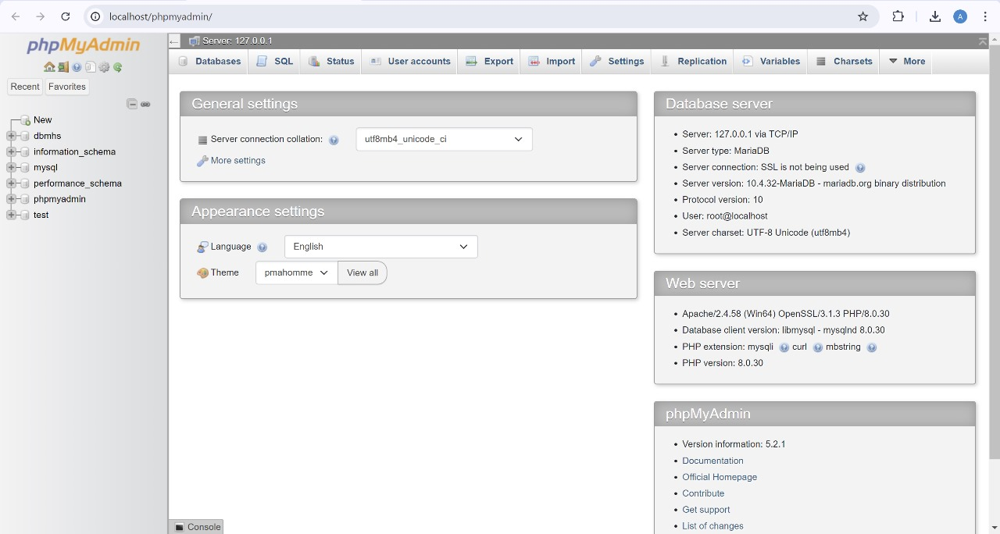 localhost/phpmyadmin/
A
phpMyAdmin
Recent Favorites
New
dbmhs
information_schema
mysql
performance_schema
phpmyadmin
test
Server: 127.0.0.1
Databases SQL Status User accounts Export Import Settings Replication Variables Charsets More
General settings
Server connection collation: utf8mb4_unicode_ci
More settings
Appearance settings
Language English
Theme pmahomme View all
Database server
Server: 127.0.0.1 via TCP/IP
Server type: MariaDB
Server connection: SSL is not being used
Server version: 10.4.32-MariaDB - mariadb.org binary distribution
Protocol version: 10
User: root@localhost
Server charset: UTF-8 Unicode (utf8mb4)
Web server
Apache/2.4.58 (Win64) OpenSSL/3.1.3 PHP/8.0.30
Database client version: libmysql - mysqlnd 8.0.30
PHP extension: mysqli curl mbstring
PHP version: 8.0.30
phpMyAdmin
Version information: 5.2.1
Documentation
Official Homepage
Contribute
Get support
List of changes
Console